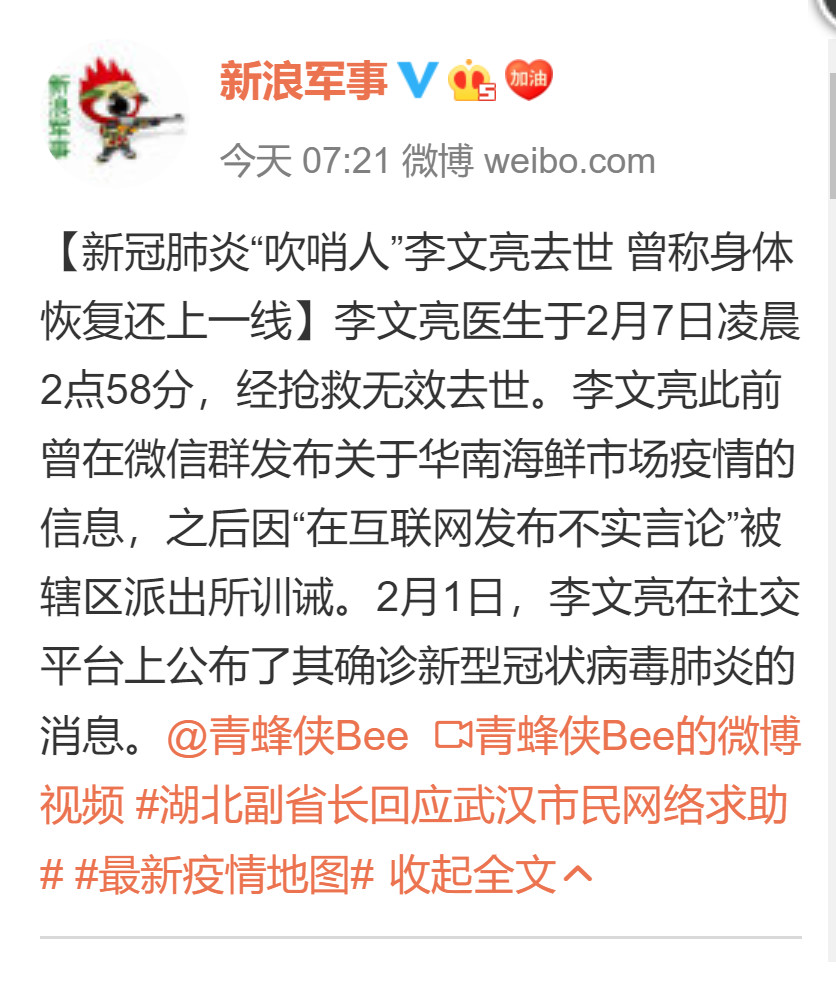 新浪军事
新浪军事
5
加油
今天 07:21 微博 weibo.com
【新冠肺炎“吹哨人”李文亮去世 曾称身体
恢复还上一线】李文亮医生于2月7日凌晨
2点58分，经抢救无效去世。李文亮此前
曾在微信群发布关于华南海鲜市场疫情的
信息，之后因“在互联网发布不实言论”被
辖区派出所训诫。2月1日，李文亮在社交
平台上公布了其确诊新型冠状病毒肺炎的
消息。@青蜂侠Bee 青蜂侠Bee的微博
视频 #湖北副省长回应武汉市民网络求助
# #最新疫情地图# 收起全文